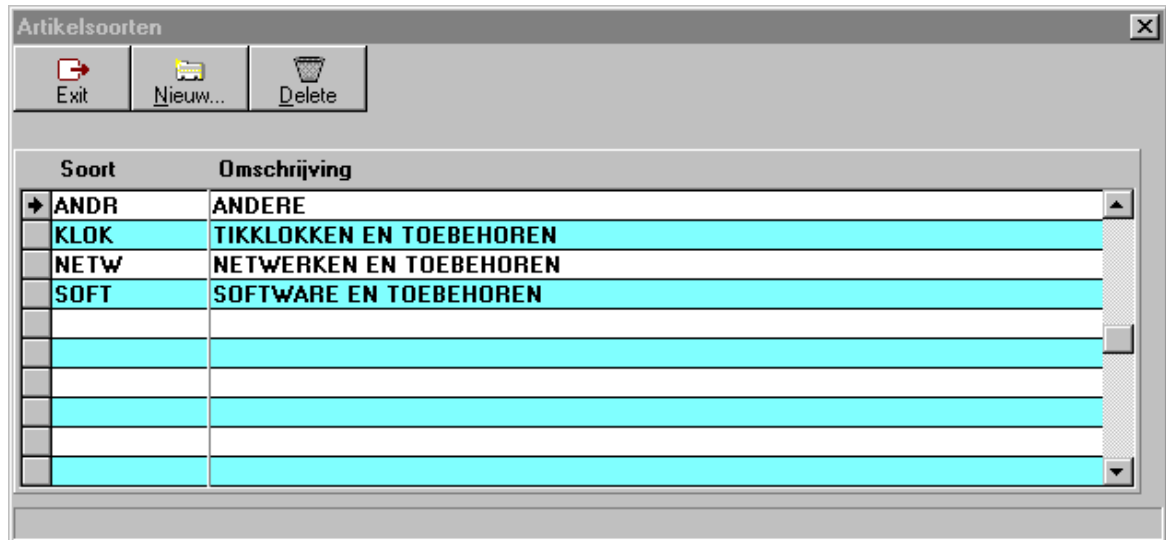 Artikelsoorten
Exit Nieuw... Delete
Soort Omschrijving
ANDR ANDERE
KLOK TIKKLOKKEN EN TOEBEHOREN
NETW NETWERKEN EN TOEBEHOREN
SOFT SOFTWARE EN TOEBEHOREN